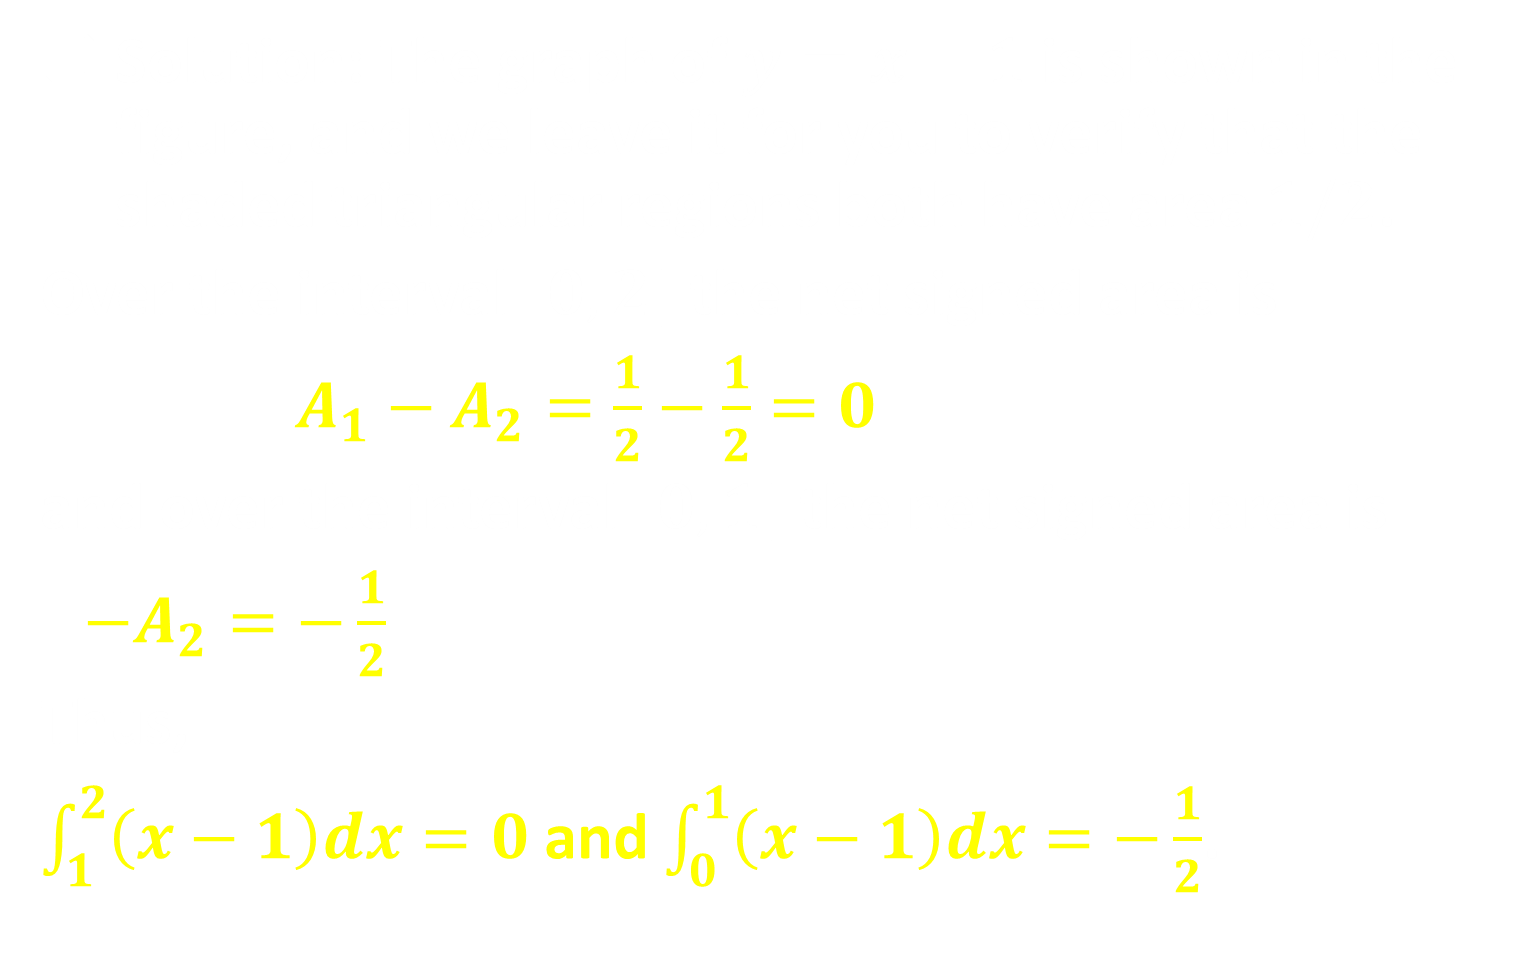 A₁ − A₂ = 1/2 − 1/2 = 0
−A₂ = −1/2
∫₁²(x − 1)dx = 0 and ∫₀¹(x − 1)dx = −1/2